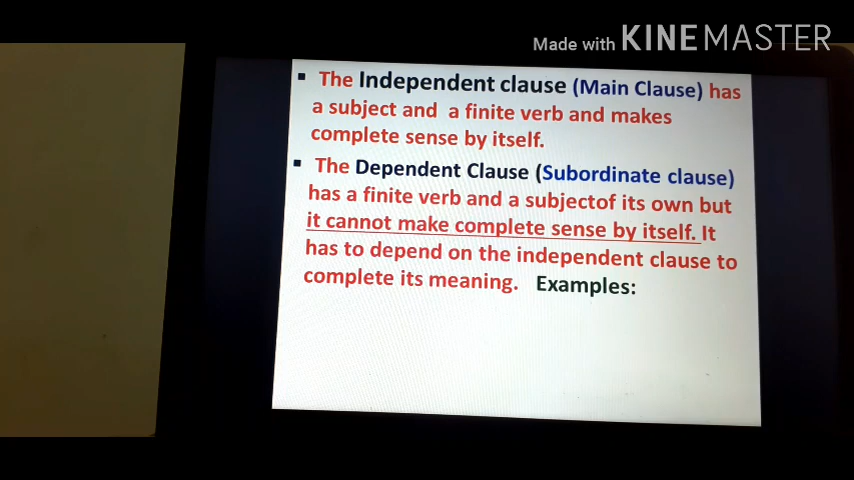 Made with KINEMASTER
▪ The Independent clause (Main Clause) has
a subject and a finite verb and makes
complete sense by itself.
▪ The Dependent Clause (Subordinate clause)
has a finite verb and a subjectof its own but
it cannot make complete sense by itself. It
has to depend on the independent clause to
complete its meaning. Examples: